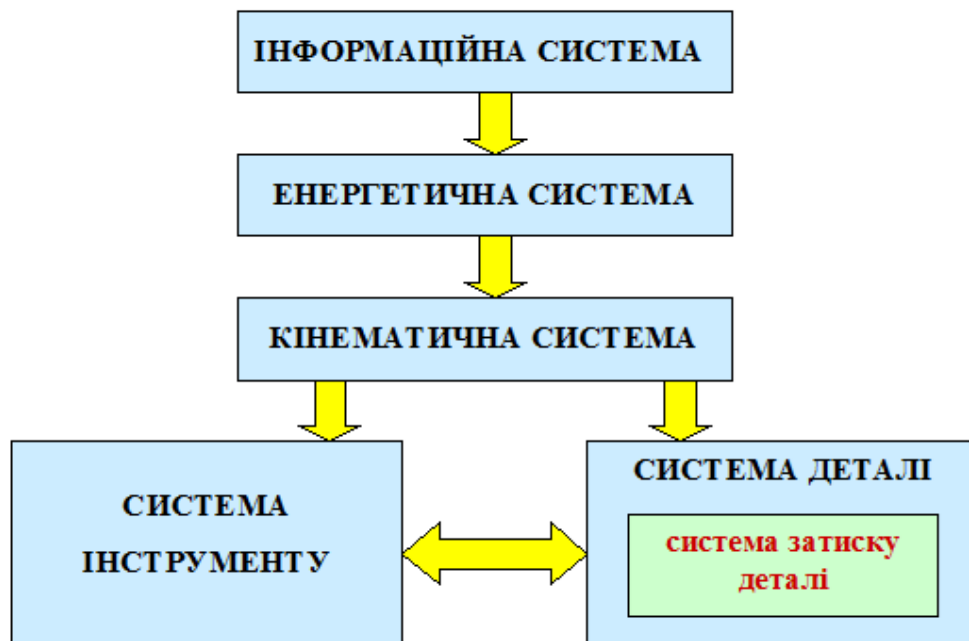 ІНФОРМАЦІЙНА СИСТЕМА
ЕНЕРГЕТИЧНА СИСТЕМА
КІНЕМАТИЧНА СИСТЕМА
СИСТЕМА
ІНСТРУМЕНТУ
СИСТЕМА ДЕТАЛІ
система затиску
деталі